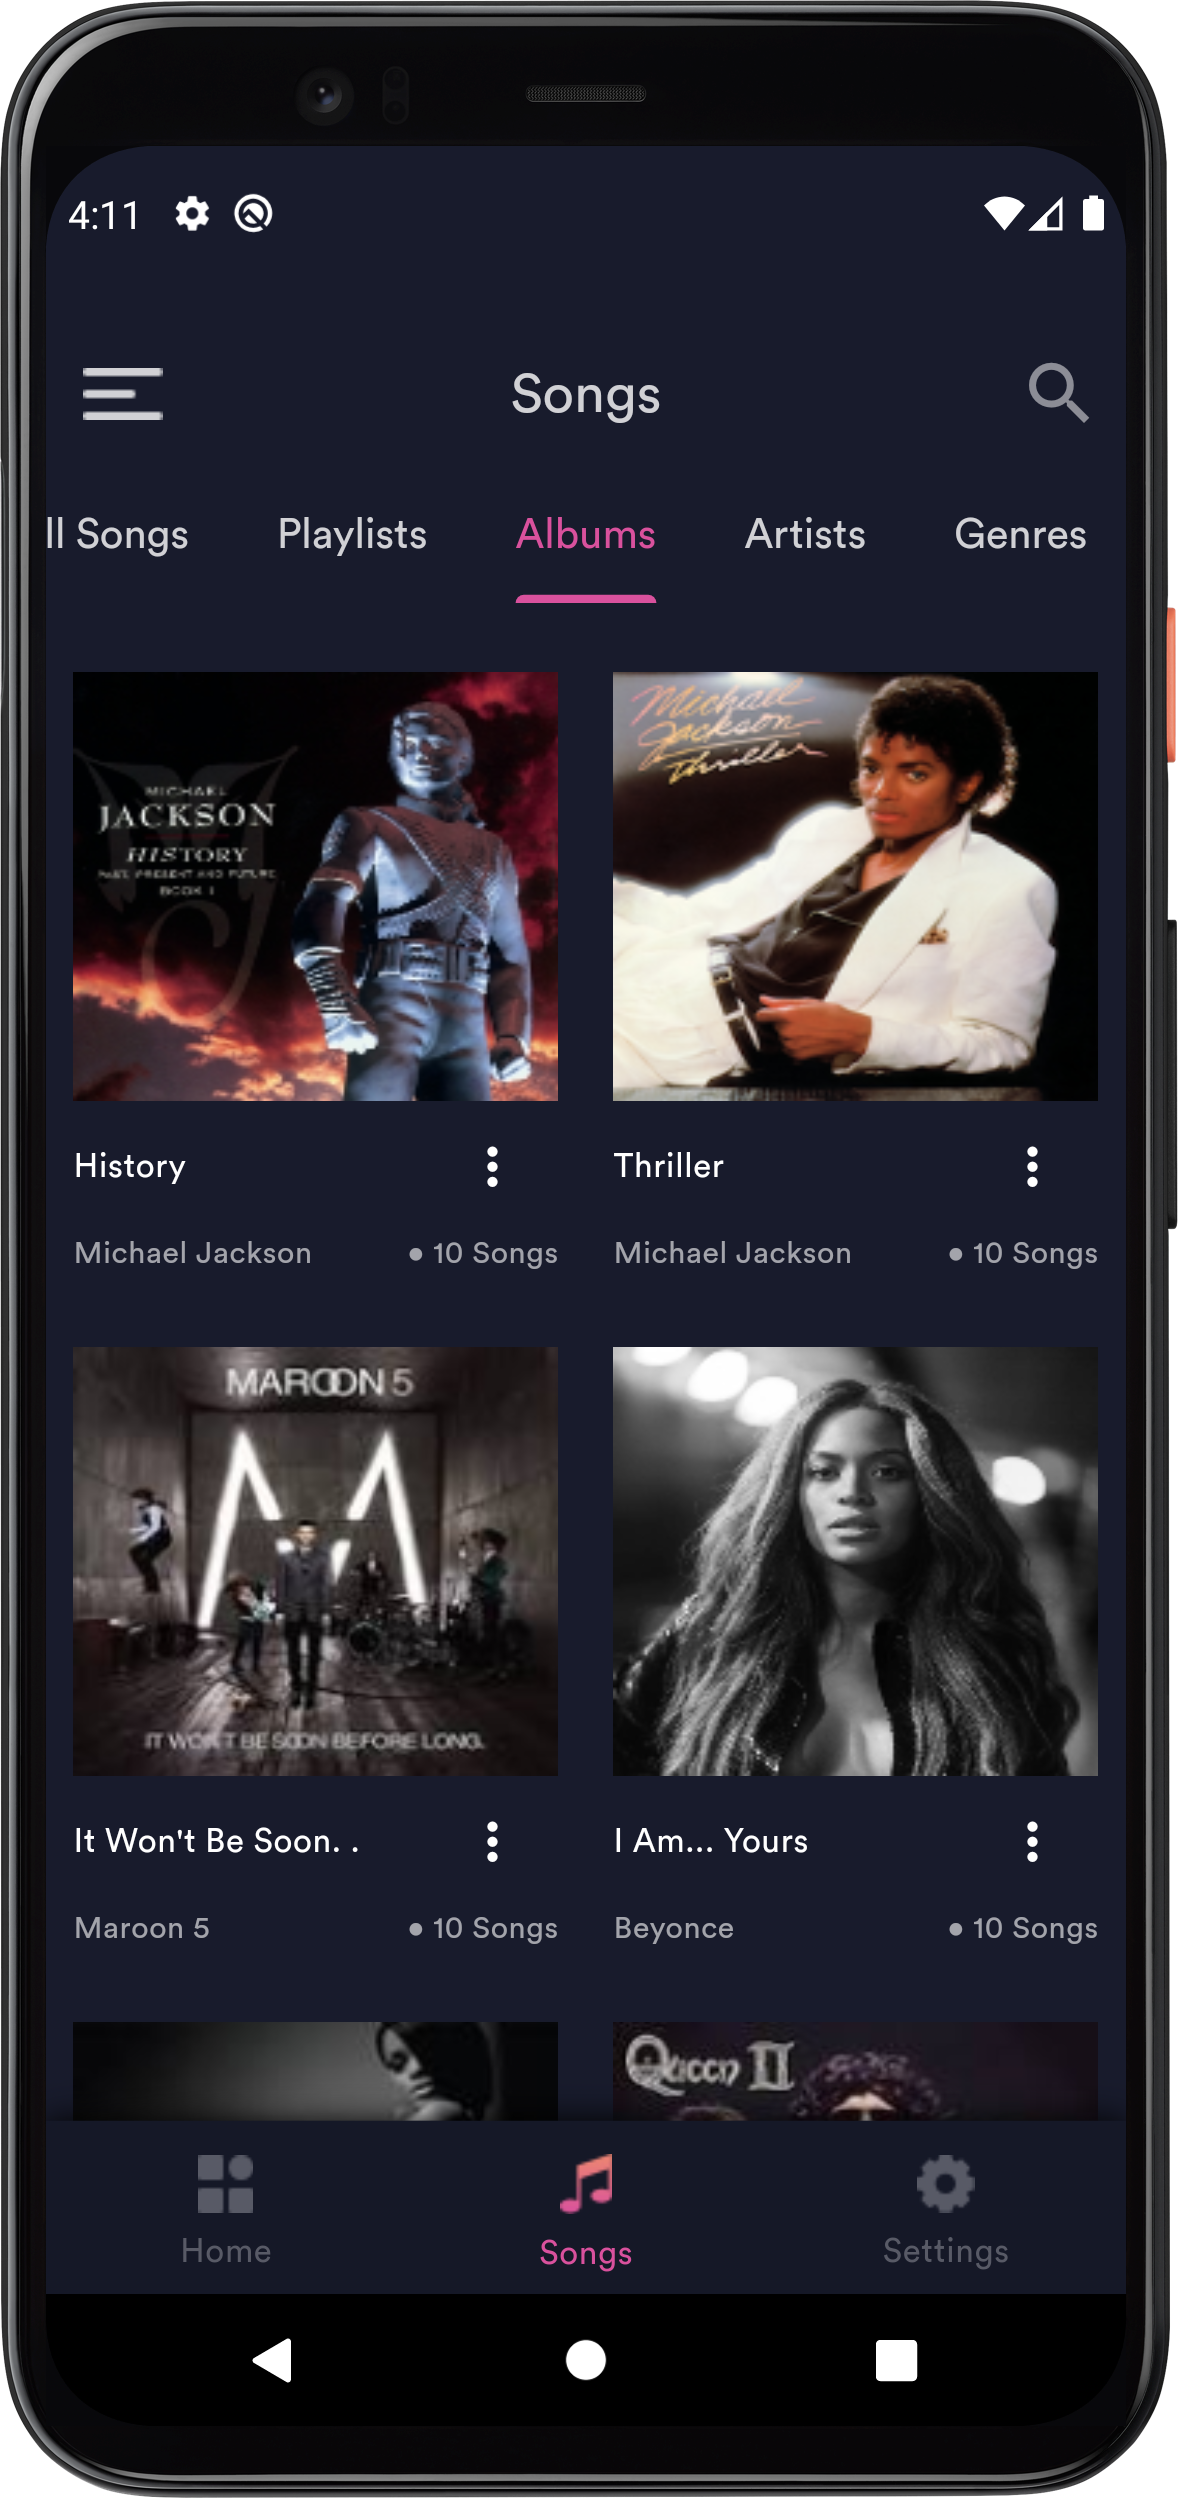 4:11
Songs
ll Songs Playlists Albums Artists Genres
MICHAEL
JACKSON
HISTORY
PAST, PRESENT AND FUTURE
BOOK I
Michael
Jackson
Thriller
History
Thriller
Michael Jackson • 10 Songs
Michael Jackson • 10 Songs
MAROON 5
IT WON'T BE SOON BEFORE LONG.
It Won't Be Soon. .
I Am... Yours
Maroon 5 • 10 Songs
Beyonce • 10 Songs
Queen II
Home
Songs
Settings